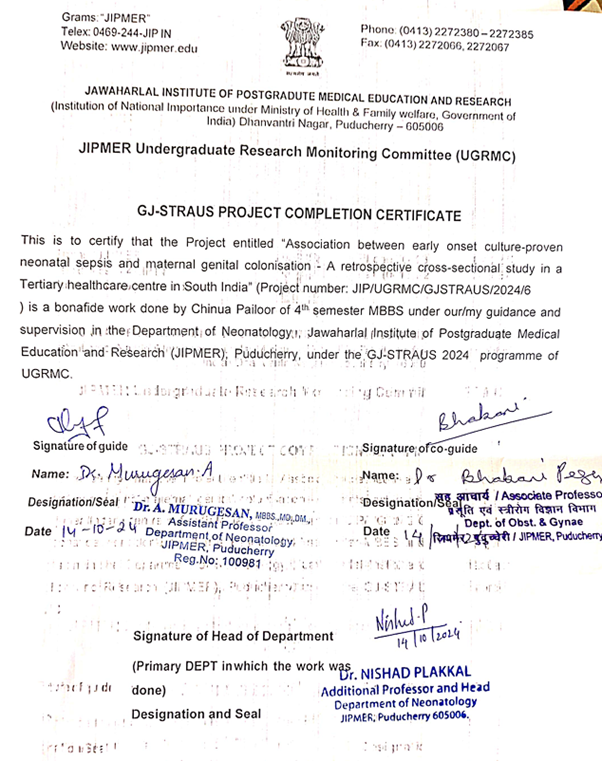 Grams: "JIPMER"
Telex: 0469-244-JIP IN
Website: www.jipmer.edu
Phone: (0413) 2272380 – 2272385
Fax: (0413) 2272066, 2272067
सत्यमेव जयते
JAWAHARLAL INSTITUTE OF POSTGRADUTE MEDICAL EDUCATION AND RESEARCH
(Institution of National Importance under Ministry of Health & Family welfare, Government of
India) Dhanvantri Nagar, Puducherry – 605006
JIPMER Undergraduate Research Monitoring Committee (UGRMC)
GJ-STRAUS PROJECT COMPLETION CERTIFICATE
This is to certify that the Project entitled "Association between early onset culture-proven
neonatal sepsis and maternal genital colonisation - A retrospective cross-sectional study in a
Tertiary healthcare centre in South India" (Project number: JIP/UGRMC/GJSTRAUS/2024/6
) is a bonafide work done by Chinua Pailoor of 4th semester MBBS under our/my guidance and
supervision in the Department of Neonatology, Jawaharlal Institute of Postgraduate Medical
Education and Research (JIPMER), Puducherry, under the GJ-STRAUS 2024 programme of
UGRMC.
Bhakani
Signature of guide
Signature of co-guide
Name: Dr. Murugesan. A
Name: Dr Bhakani
Designation/Seal
Dr. A. MURUGESAN, MBBS., MD., DM.,
Assistant Professor
Department of Neonatology,
JIPMER, Puducherry
Reg.No: 100981
Designation/Seal
सह आचार्य / Associate Professo
प्रसूति एवं स्त्रीरोग विज्ञान विभाग
Dept. of Obst. & Gynae
जिपमेर पुदुच्चेरी / JIPMER, Puducherry
Date 14-10-24
Date 14
Nishad. P
14/10/2024
Signature of Head of Department
(Primary DEPT in which the work was
done)
Designation and Seal
Dr. NISHAD PLAKKAL
Additional Professor and Head
Department of Neonatology
JIPMER, Puducherry 605006.